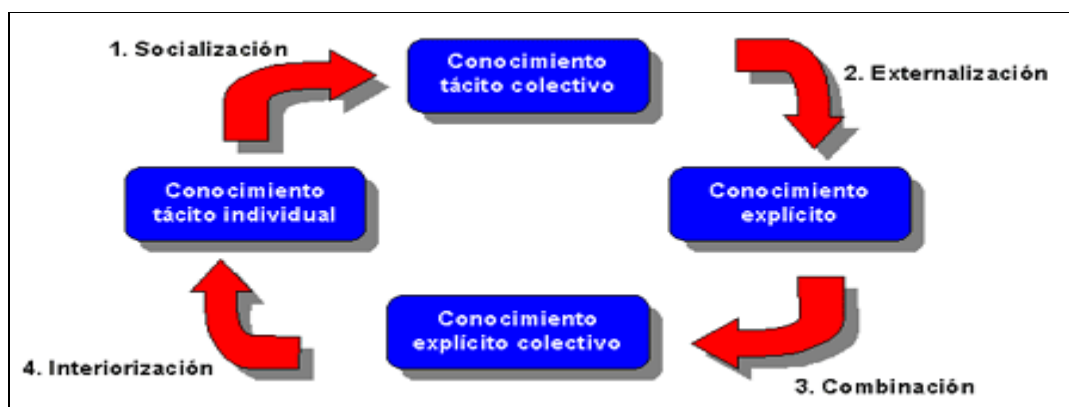 1. Socialización
Conocimiento
tácito colectivo
2. Externalización
Conocimiento
tácito individual
Conocimiento
explícito
Conocimiento
explícito colectivo
4. Interiorización
3. Combinación